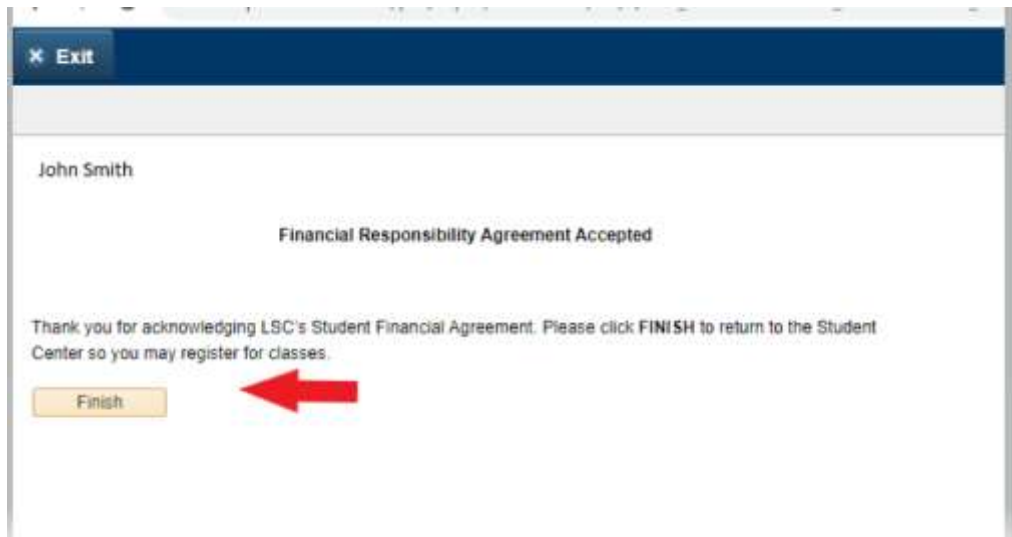 × Exit
John Smith
Financial Responsibility Agreement Accepted
Thank you for acknowledging LSC's Student Financial Agreement. Please click FINISH to return to the Student
Center so you may register for classes.
Finish